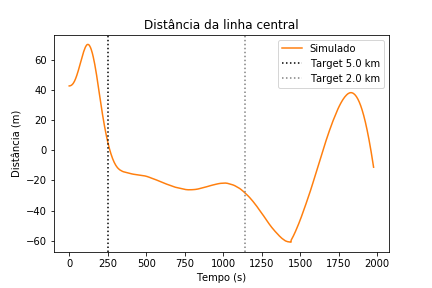 Distância da linha central
Simulado
Target 5.0 km
Target 2.0 km
Distância (m)
60
40
20
0
−20
−40
−60
0 250 500 750 1000 1250 1500 1750 2000
Tempo (s)